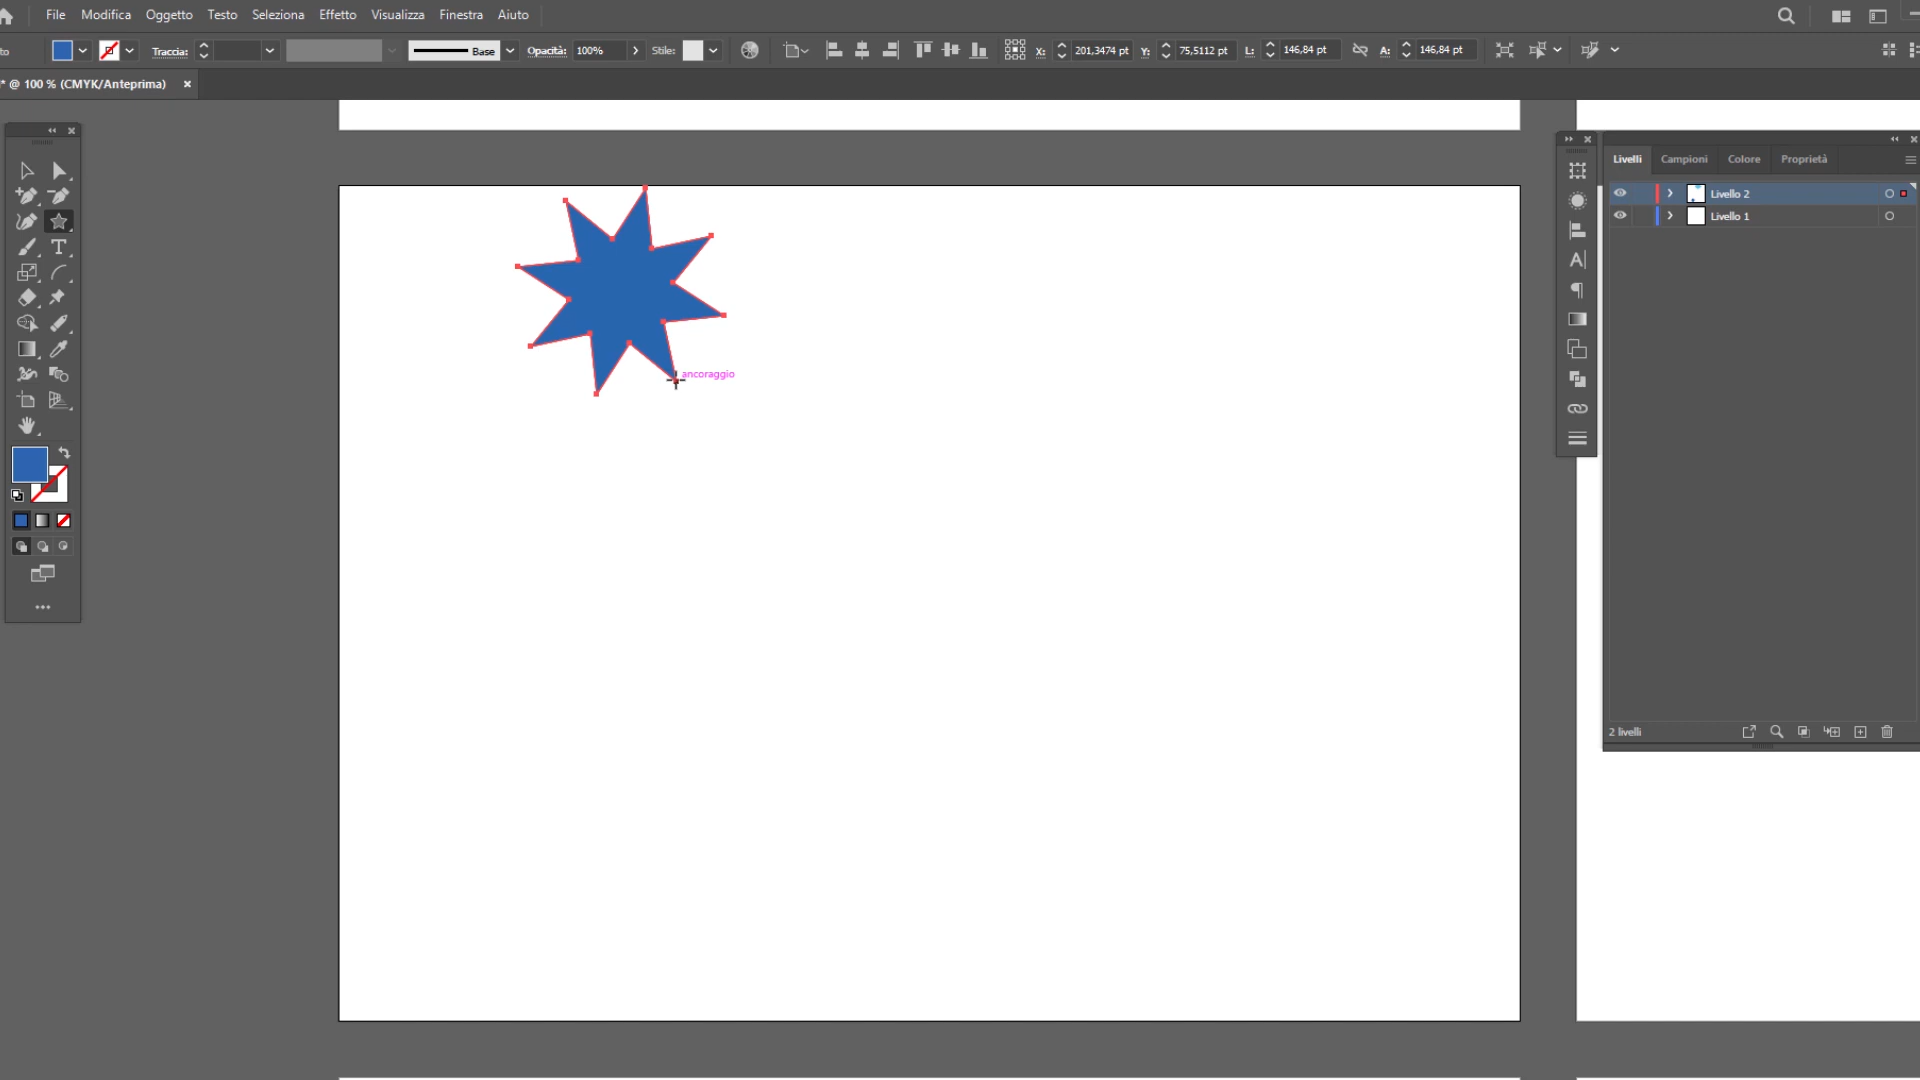 File Modifica Oggetto Testo Seleziona Effetto Visualizza Finestra Aiuto
to Traccia: Base Opacità: 100% Stile: X: 201,3474 pt Y: 75,5112 pt L: 146,84 pt A: 146,84 pt
* @ 100 % (CMYK/Anteprima) ×
Livelli Campioni Colore Proprietà
Livello 2
Livello 1
ancoraggio
2 livelli